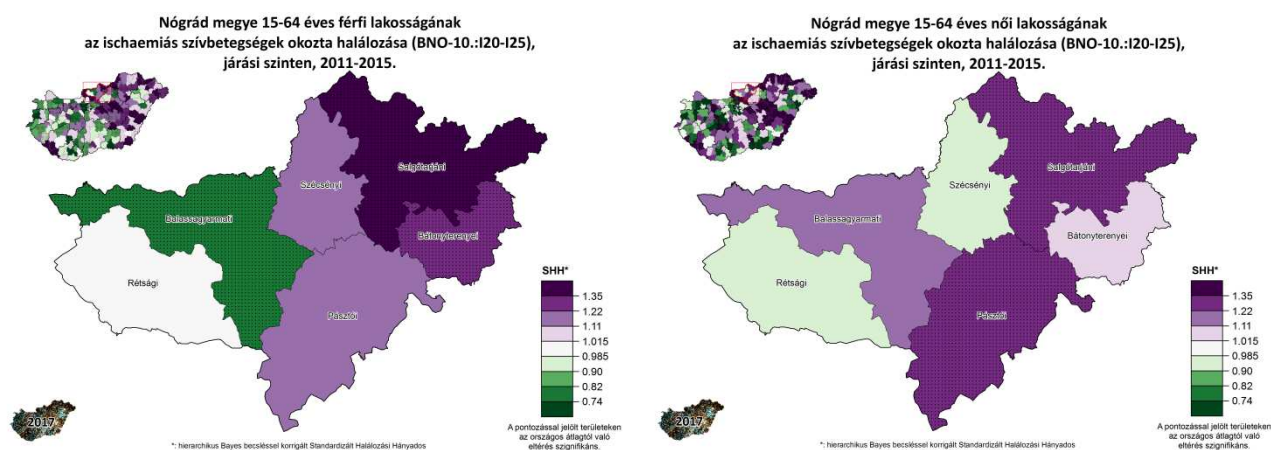 Nógrád megye 15-64 éves férfi lakosságának
az ischaemiás szívbetegségek okozta halálozása (BNO-10.:I20-I25),
járási szinten, 2011-2015.
Salgótarjáni
Szécsényi
Balassagyarmati
Bátonyterenyei
Rétsági
Pásztói
SHH*
1.35
1.22
1.11
1.015
0.985
0.90
0.82
0.74
2017
A pontozással jelölt területeken
az országos átlagtól való
eltérés szignifikáns.
*: hierarchikus Bayes becsléssel korrigált Standardizált Halálozási Hányados
Nógrád megye 15-64 éves női lakosságának
az ischaemiás szívbetegségek okozta halálozása (BNO-10.:I20-I25),
járási szinten, 2011-2015.
Salgótarjáni
Szécsényi
Balassagyarmati
Bátonyterenyei
Rétsági
Pásztói
SHH*
1.35
1.22
1.11
1.015
0.985
0.90
0.82
0.74
2017
A pontozással jelölt területeken
az országos átlagtól való
eltérés szignifikáns.
*: hierarchikus Bayes becsléssel korrigált Standardizált Halálozási Hányados